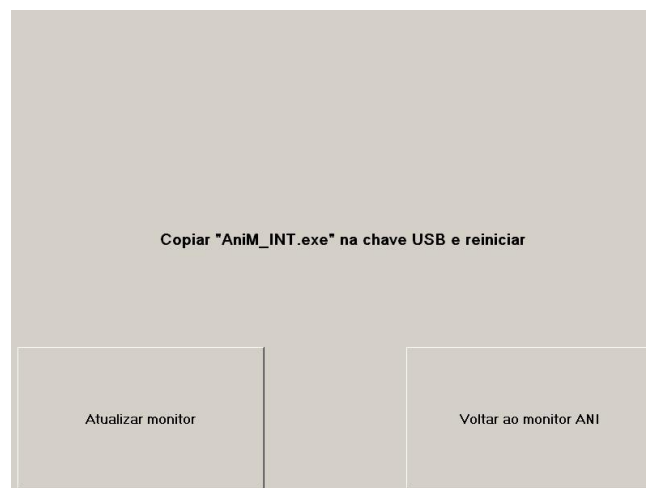 Copiar "AniM_INT.exe" na chave USB e reiniciar
Atualizar monitor
Voltar ao monitor ANI